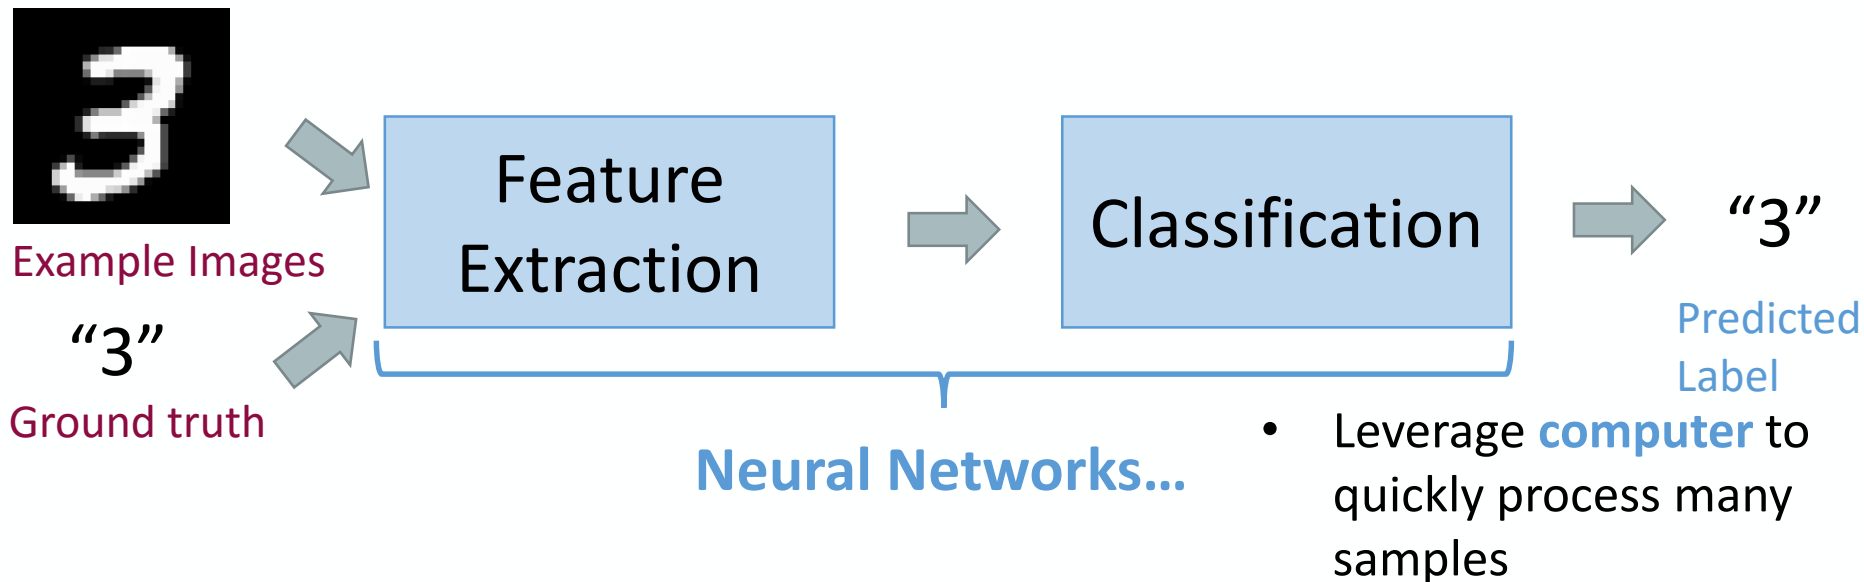 3
Example Images
“3”
Ground truth
Feature
Extraction
Classification
“3”
Predicted
Label
Neural Networks...
• Leverage computer to
quickly process many
samples